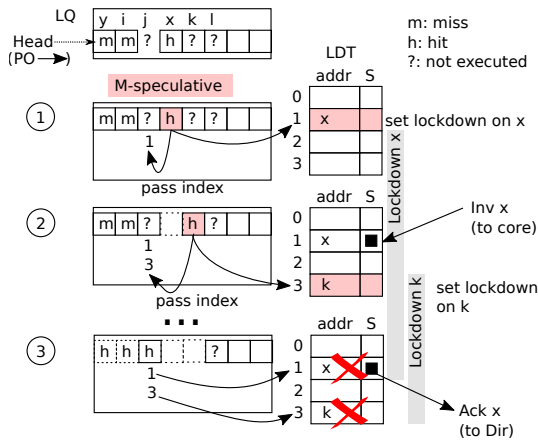 LQ
y i j x k l
Head
(PO )
m m ? h ? ?
m: miss
h: hit
?: not executed
LDT
addr S
M-speculative
1
m m ? h ? ?
1
pass index
0
1 x
2
3
set lockdown on x
Lockdown x
2
m m ? h
1
3
pass index
addr S
0
1 x
2
3 k
Inv x
(to core)
set lockdown
on k
Lockdown k
...
3
h h h ?
1
3
addr S
0
1 x
2
3 k
Ack x
(to Dir)